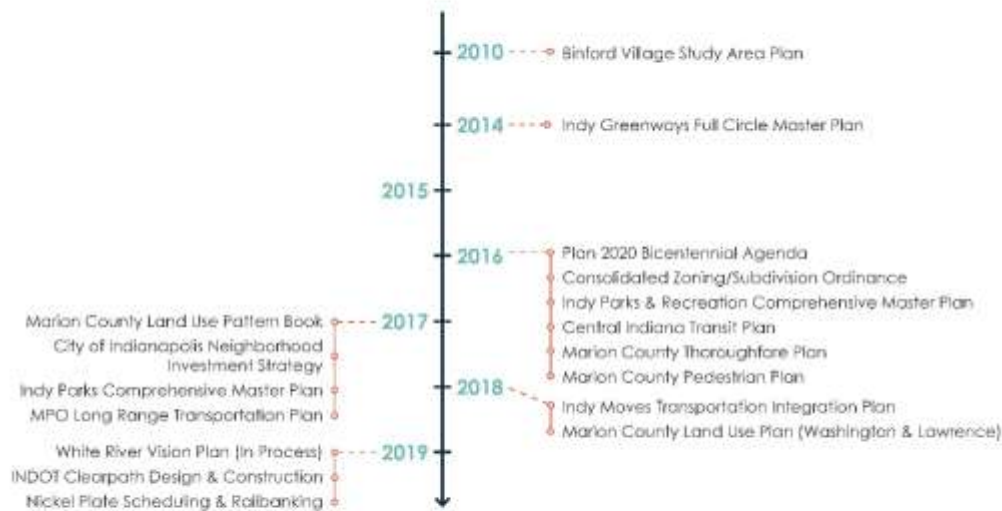 2010
Binford Village Study Area Plan
2014
Indy Greenways Full Circle Master Plan
2015
2016
Plan 2020 Bicentennial Agenda
Consolidated Zoning/Subdivision Ordinance
Indy Parks & Recreation Comprehensive Master Plan
Central Indiana Transit Plan
Marion County Thoroughfare Plan
Marion County Pedestrian Plan
2017
Marion County Land Use Pattern Book
City of Indianapolis Neighborhood
Investment Strategy
Indy Parks Comprehensive Master Plan
MPO Long Range Transportation Plan
2018
Indy Moves Transportation Integration Plan
Marion County Land Use Plan (Washington & Lawrence)
2019
White River Vision Plan (In Process)
INDOT Clearpath Design & Construction
Nickel Plate Scheduling & Railbanking